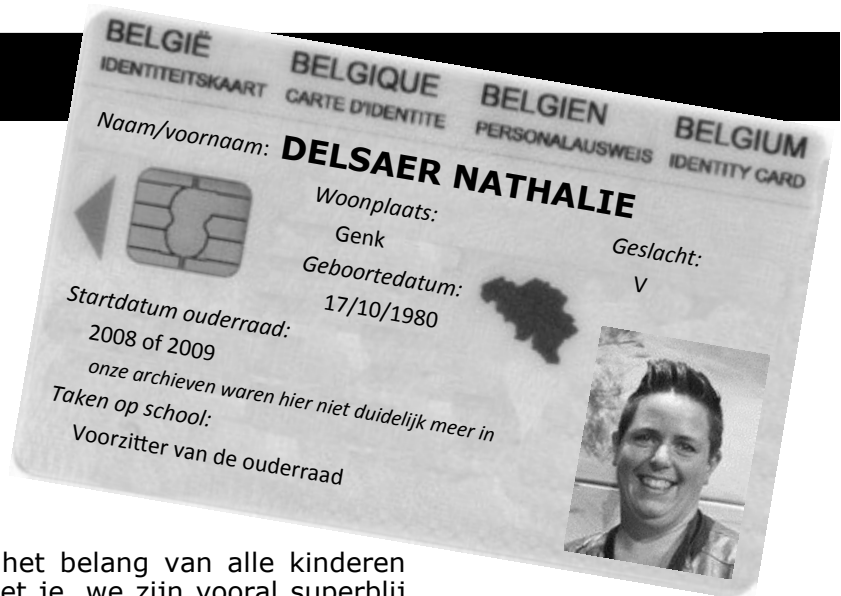 BELGIË BELGIQUE BELGIEN BELGIUM
IDENTITEITSKAART CARTE D'IDENTITE PERSONALAUSWEIS IDENTITY CARD
Naam/voornaam: DELSAER NATHALIE
Woonplaats:
Genk
Geslacht:
V
Geboortedatum:
17/10/1980
Startdatum ouderraad:
2008 of 2009
onze archieven waren hier niet duidelijk meer in
Taken op school:
Voorzitter van de ouderraad
het belang van alle kinderen
je, we zijn vooral superblij